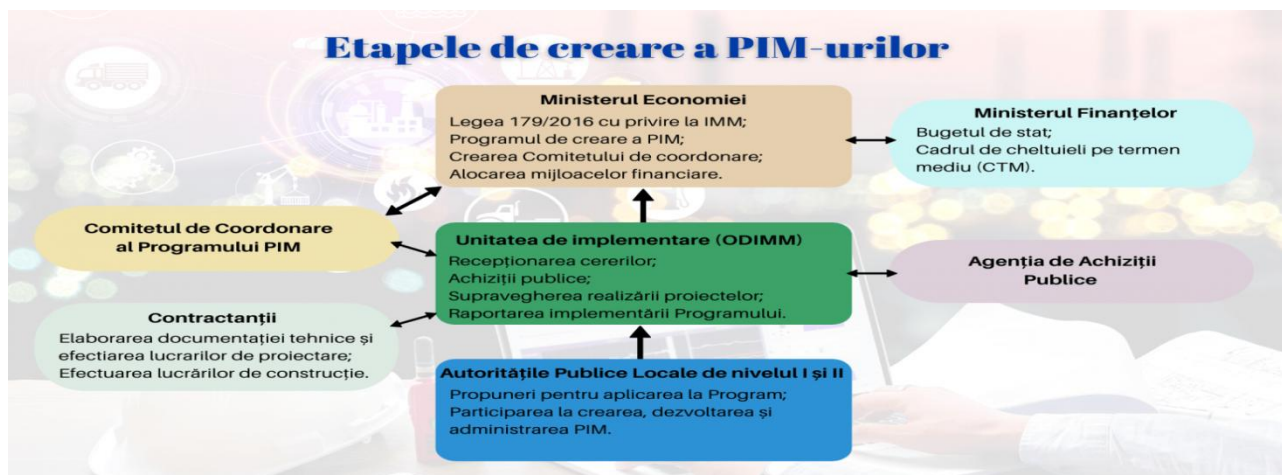 Etapele de creare a PIM-urilor
Ministerul Economiei
Legea 179/2016 cu privire la IMM;
Programul de creare a PIM;
Crearea Comitetului de coordonare;
Alocarea mijloacelor financiare.
Ministerul Finanțelor
Bugetul de stat;
Cadrul de cheltuieli pe termen
mediu (CTM).
Comitetul de Coordonare
al Programului PIM
Unitatea de implementare (ODIMM)
Recepționarea cererilor;
Achiziții publice;
Supravegherea realizării proiectelor;
Raportarea implementării Programului.
Agenția de Achiziții
Publice
Contractanții
Elaborarea documentației tehnice și
efectiarea lucrarilor de proiectare;
Efectuarea lucrărilor de construcție.
Autoritățile Publice Locale de nivelul I și II
Propuneri pentru aplicarea la Program;
Participarea la crearea, dezvoltarea și
administrarea PIM.